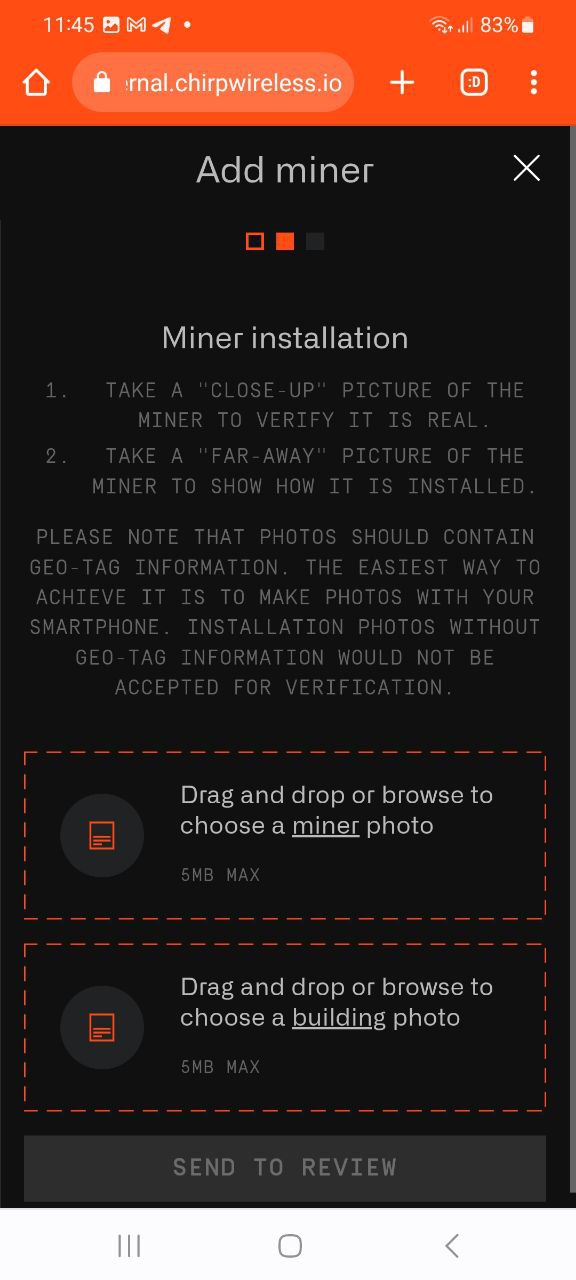 11:45
83%
rnal.chirpwireless.io
:D
Add miner
Miner installation
1. TAKE A "CLOSE-UP" PICTURE OF THE
MINER TO VERIFY IT IS REAL.
2. TAKE A "FAR-AWAY" PICTURE OF THE
MINER TO SHOW HOW IT IS INSTALLED.
PLEASE NOTE THAT PHOTOS SHOULD CONTAIN
GEO-TAG INFORMATION. THE EASIEST WAY TO
ACHIEVE IT IS TO MAKE PHOTOS WITH YOUR
SMARTPHONE. INSTALLATION PHOTOS WITHOUT
GEO-TAG INFORMATION WOULD NOT BE
ACCEPTED FOR VERIFICATION.
Drag and drop or browse to
choose a miner photo
5MB MAX
Drag and drop or browse to
choose a building photo
5MB MAX
SEND TO REVIEW